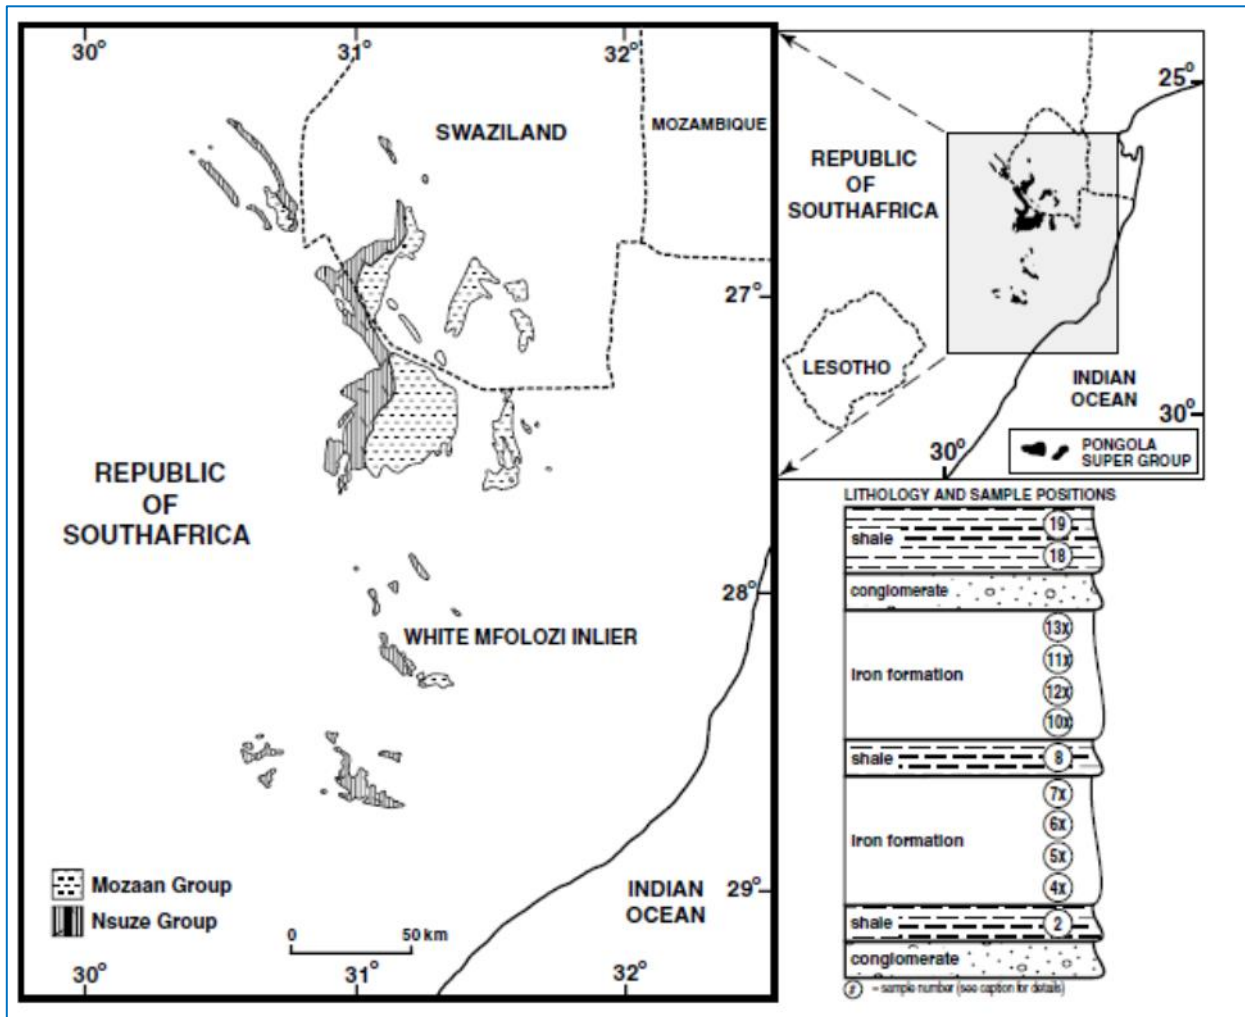 30°
31°
32°
SWAZILAND
MOZAMBIQUE
27°
REPUBLIC
OF
SOUTHAFRICA
28°
WHITE MFOLOZI INLIER
Mozaan Group
Nsuze Group
0 50 km
INDIAN
OCEAN
29°
30°
31°
32°
25°
REPUBLIC
OF
SOUTHAFRICA
LESOTHO
INDIAN
OCEAN
30°
30°
PONGOLA
SUPER GROUP
LITHOLOGY AND SAMPLE POSITIONS
shale
19
18
conglomerate
Iron formation
13x
11x
12x
10x
shale
8
Iron formation
7x
6x
5x
4x
shale
2
conglomerate
= sample number (see caption for details)